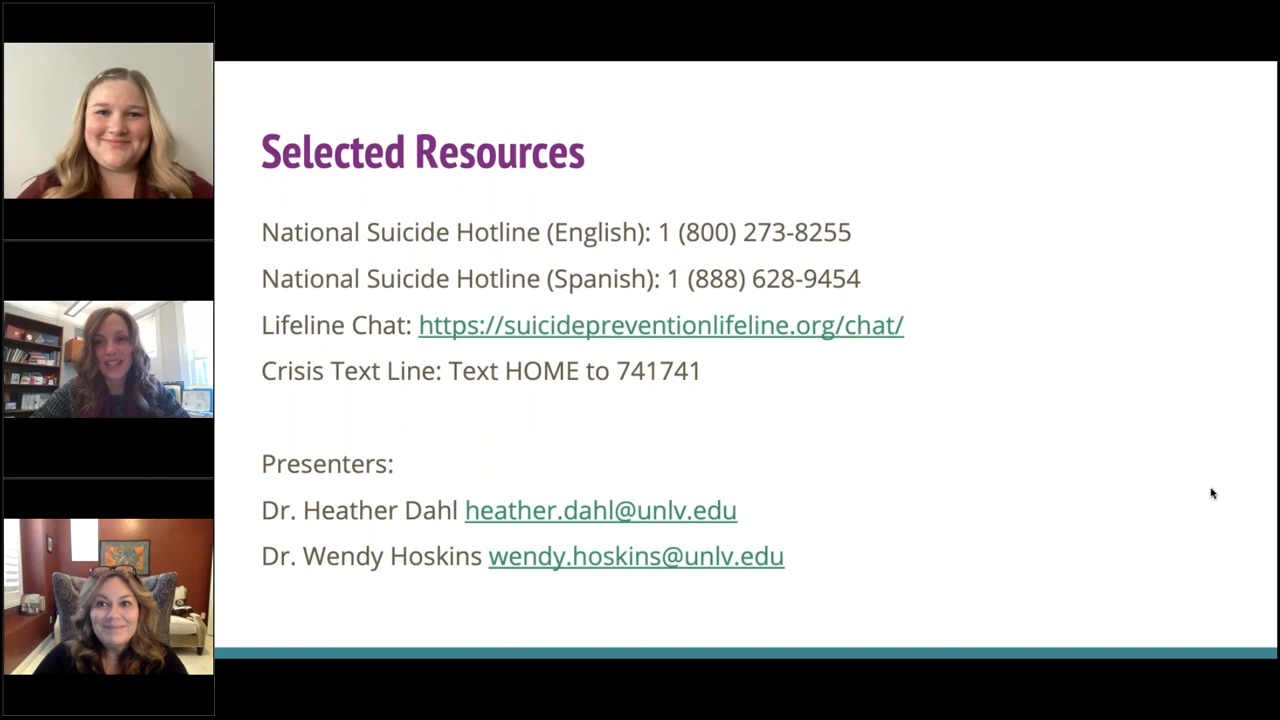 Selected Resources
National Suicide Hotline (English): 1 (800) 273-8255
National Suicide Hotline (Spanish): 1 (888) 628-9454
Lifeline Chat: https://suicidepreventionlifeline.org/chat/
Crisis Text Line: Text HOME to 741741
Presenters:
Dr. Heather Dahl heather.dahl@unlv.edu
Dr. Wendy Hoskins wendy.hoskins@unlv.edu